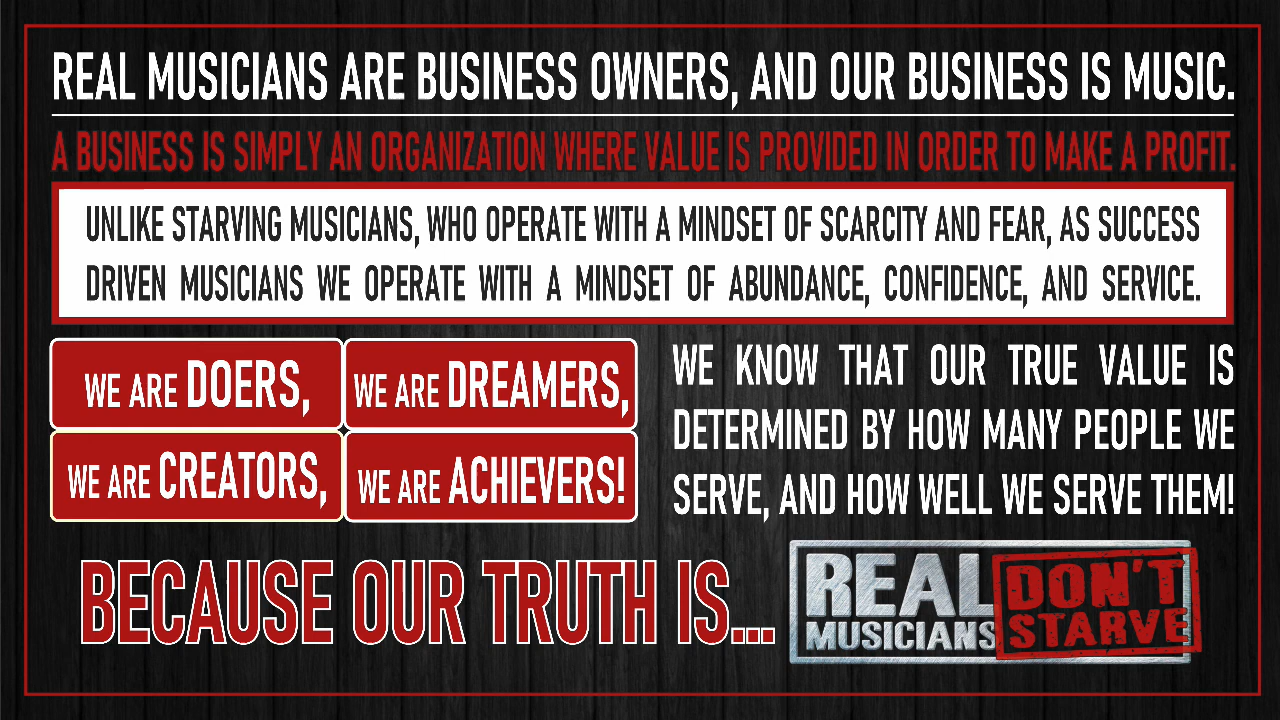 REAL MUSICIANS ARE BUSINESS OWNERS, AND OUR BUSINESS IS MUSIC.
A BUSINESS IS SIMPLY AN ORGANIZATION WHERE VALUE IS PROVIDED IN ORDER TO MAKE A PROFIT.
UNLIKE STARVING MUSICIANS, WHO OPERATE WITH A MINDSET OF SCARCITY AND FEAR, AS SUCCESS
DRIVEN MUSICIANS WE OPERATE WITH A MINDSET OF ABUNDANCE, CONFIDENCE, AND SERVICE.
WE ARE DOERS,
WE ARE DREAMERS,
WE ARE CREATORS,
WE ARE ACHIEVERS!
WE KNOW THAT OUR TRUE VALUE IS
DETERMINED BY HOW MANY PEOPLE WE
SERVE, AND HOW WELL WE SERVE THEM!
BECAUSE OUR TRUTH IS...
REAL
MUSICIANS
DON'T
STARVE